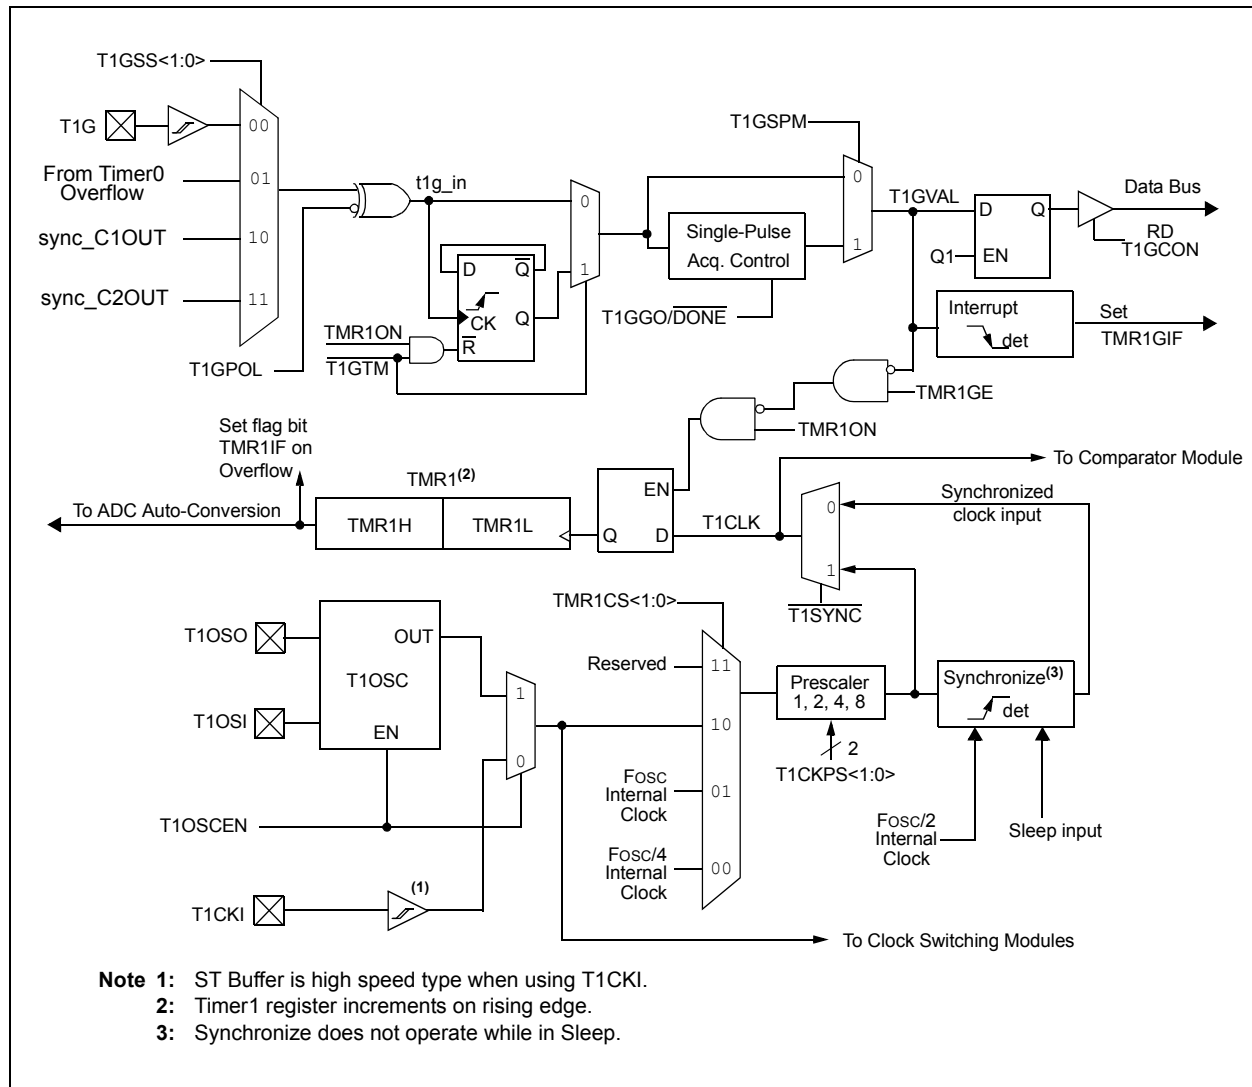 T1GSS<1:0>
T1G
00
From Timer0
Overflow
01
sync_C1OUT
10
sync_C2OUT
11
T1GPOL
t1g_in
0
1
D
Q
CK
Q
R
TMR1ON
T1GTM
T1GSPM
0
1
Single-Pulse
Acq. Control
T1GGO/DONE
T1GVAL
D
Q
Q1
EN
Data Bus
RD
T1GCON
Interrupt
det
Set
TMR1GIF
TMR1GE
TMR1ON
Set flag bit
TMR1IF on
Overflow
TMR1(2)
To ADC Auto-Conversion
TMR1H
TMR1L
EN
Q
D
T1CLK
To Comparator Module
Synchronized
clock input
0
1
T1SYNC
T1OSO
OUT
T1OSC
T1OSI
EN
1
0
T1OSCEN
T1CKI
(1)
TMR1CS<1:0>
Reserved
11
10
FOSC
Internal
Clock
01
FOSC/4
Internal
Clock
00
Prescaler
1, 2, 4, 8
2
T1CKPS<1:0>
Synchronize(3)
det
FOSC/2
Internal
Clock
Sleep input
To Clock Switching Modules
Note 1: ST Buffer is high speed type when using T1CKI.
2: Timer1 register increments on rising edge.
3: Synchronize does not operate while in Sleep.